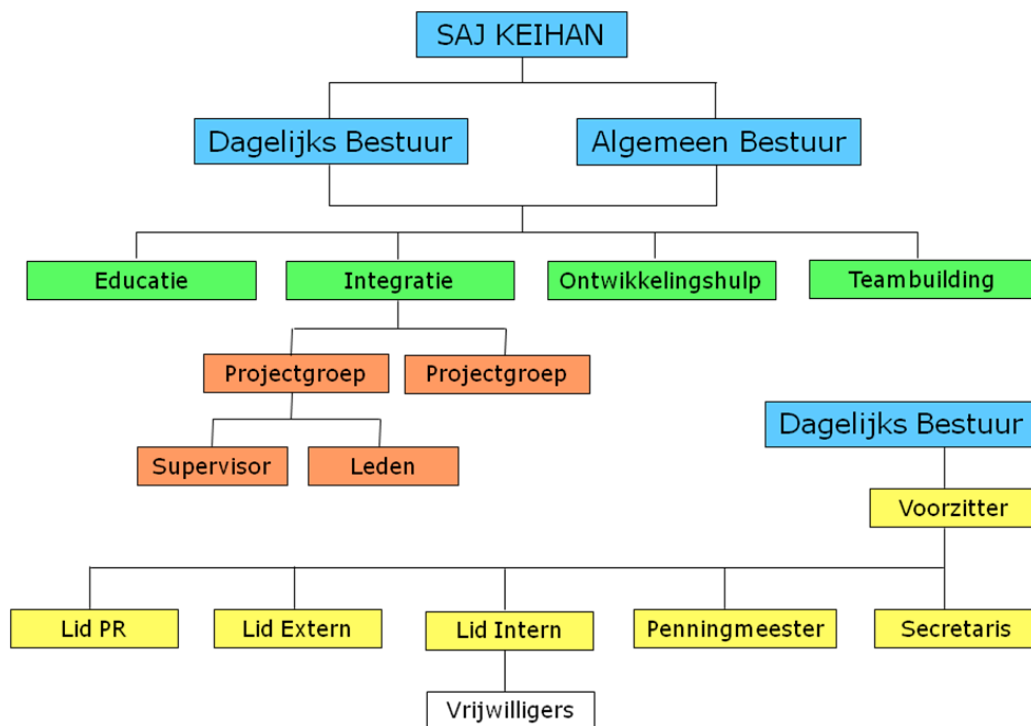 SAJ KEIHAN
Dagelijks Bestuur
Algemeen Bestuur
Educatie
Integratie
Ontwikkelingshulp
Teambuilding
Projectgroep
Projectgroep
Supervisor
Leden
Dagelijks Bestuur
Voorzitter
Lid PR
Lid Extern
Lid Intern
Penningmeester
Secretaris
Vrijwilligers